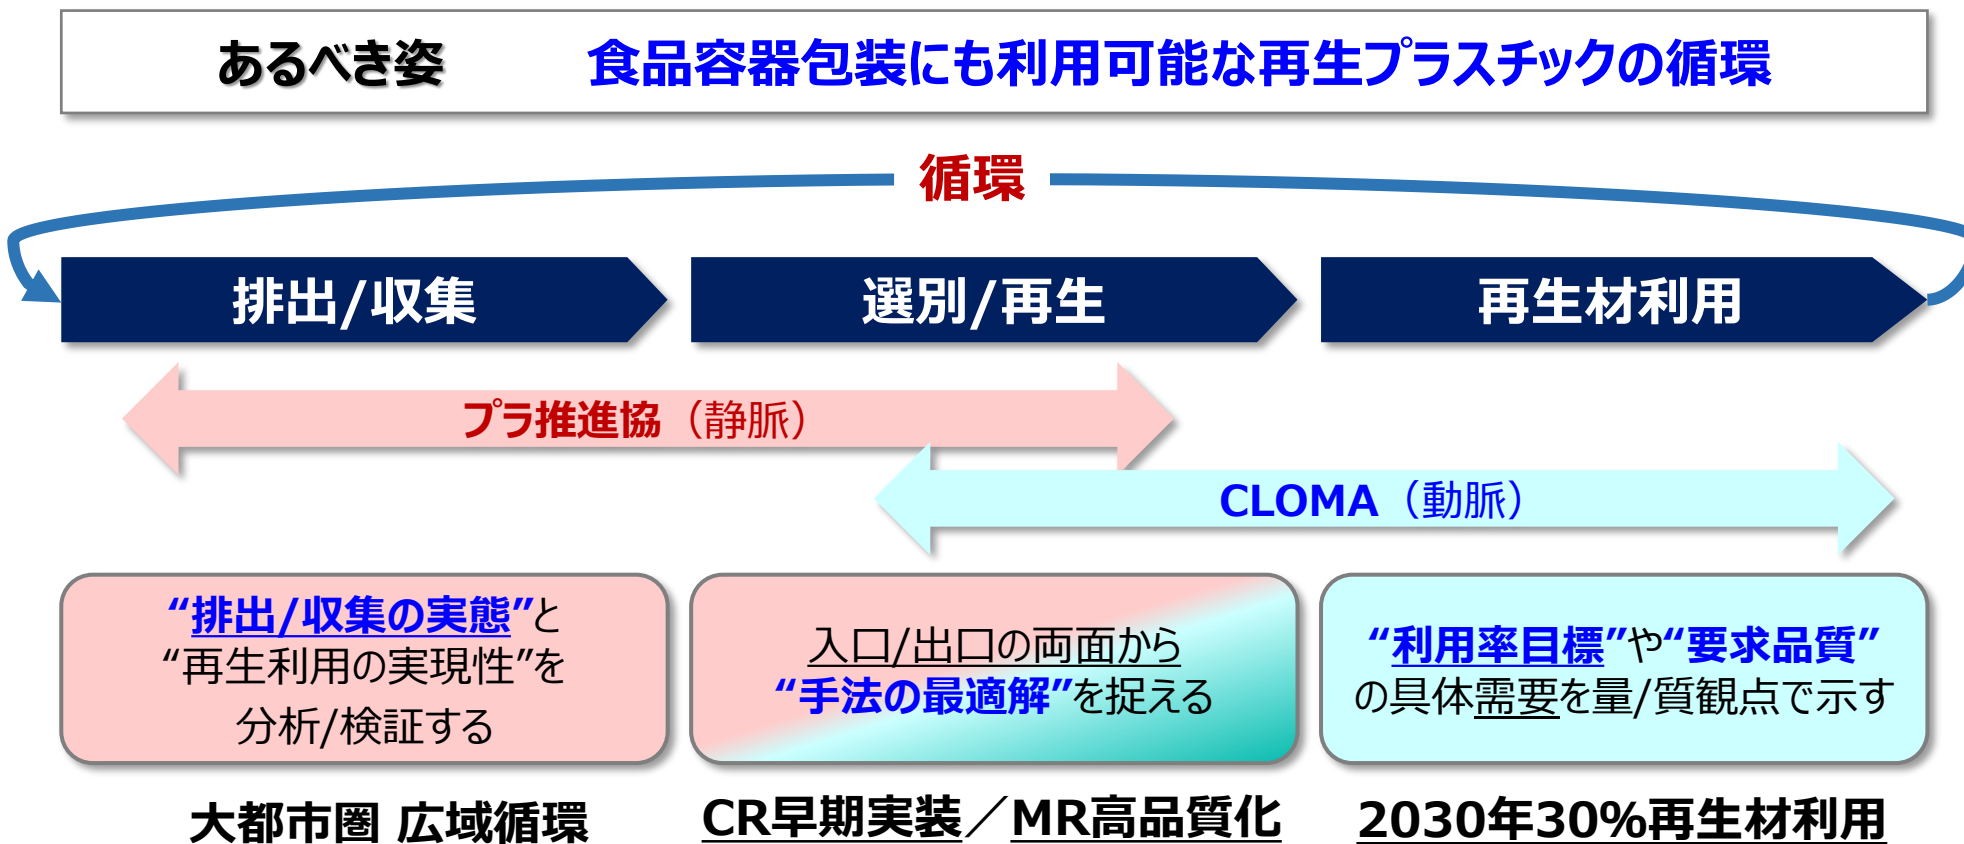 あるべき姿 食品容器包装にも利用可能な再生プラスチックの循環
循環
排出/収集
選別/再生
再生材利用
プラ推進協（静脈）
CLOMA（動脈）
“排出/収集の実態”と
“再生利用の実現性”を
分析/検証する
入口/出口の両面から
“手法の最適解”を捉える
“利用率目標”や“要求品質”
の具体需要を量/質観点で示す
大都市圏 広域循環
CR早期実装／MR高品質化
2030年30%再生材利用